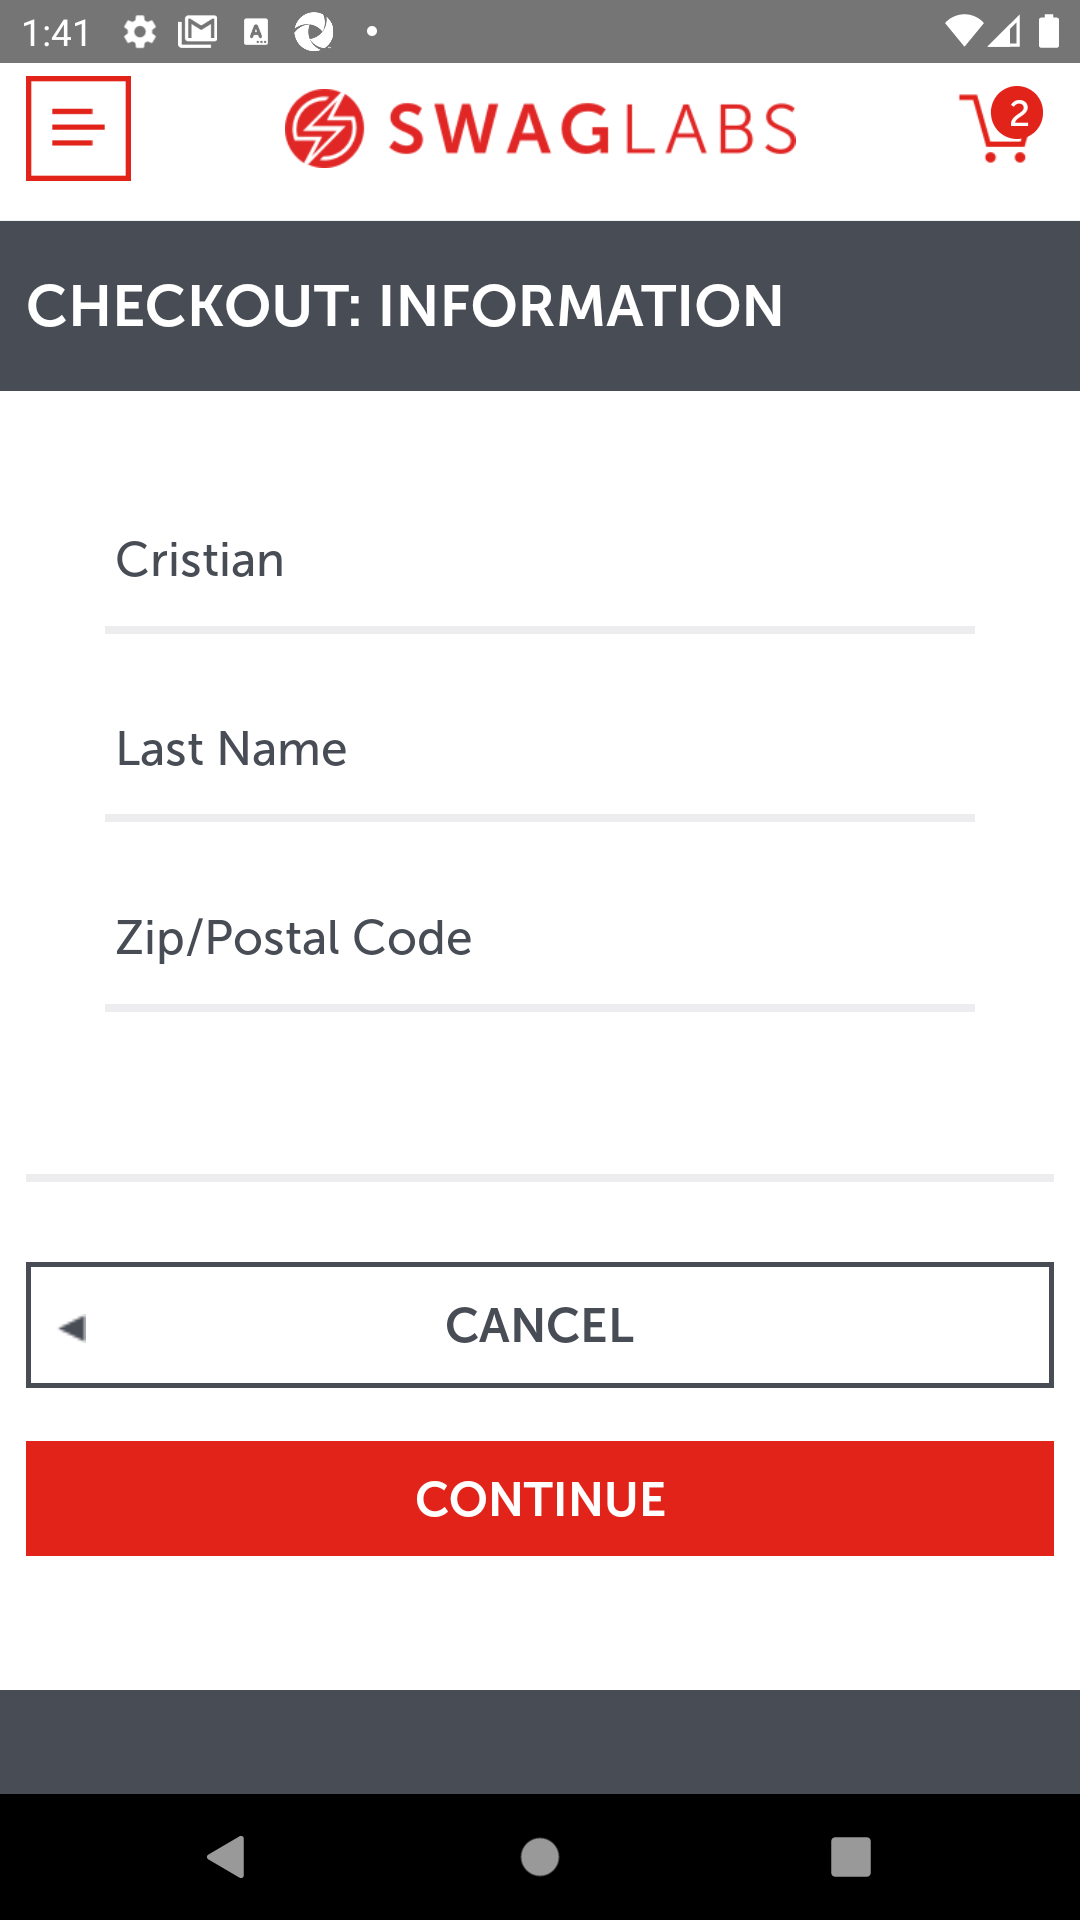 1:41
SWAGLABS
2
CHECKOUT: INFORMATION
Cristian
Last Name
Zip/Postal Code
CANCEL
CONTINUE